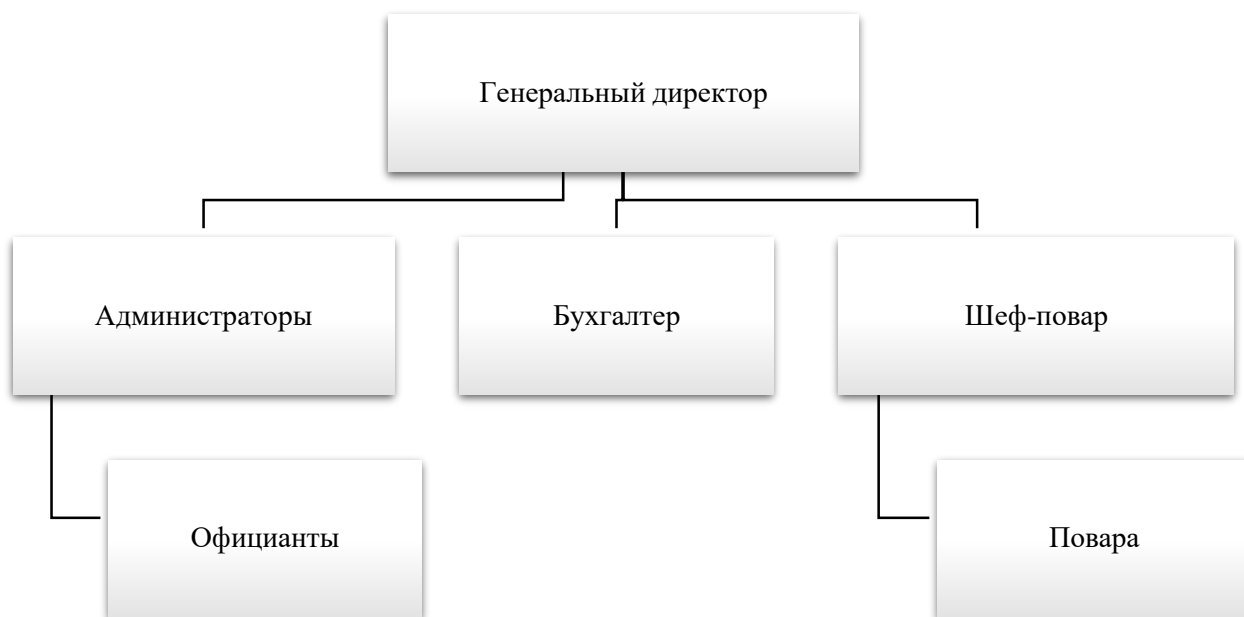 Генеральный директор
Администраторы
Бухгалтер
Шеф-повар
Официанты
Повара